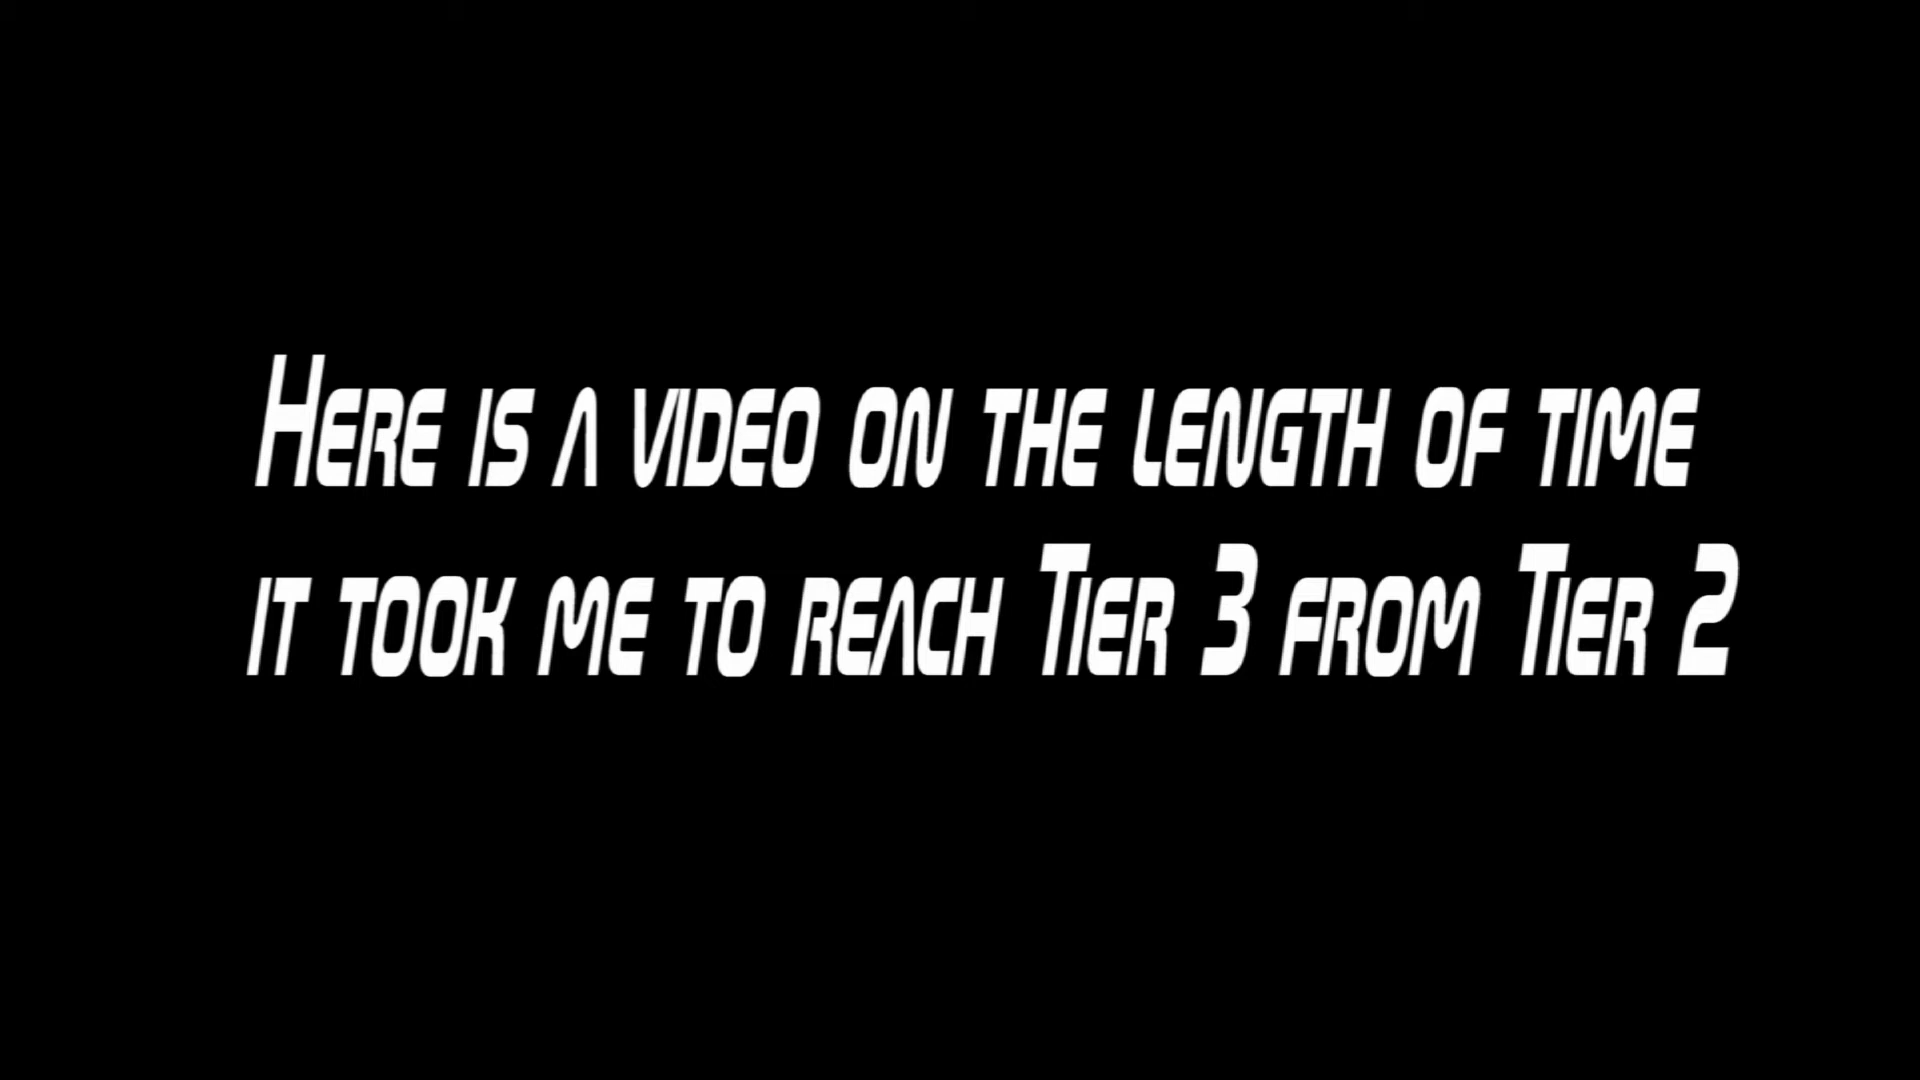 Here is a video on the length of time
it took me to reach Tier 3 from Tier 2